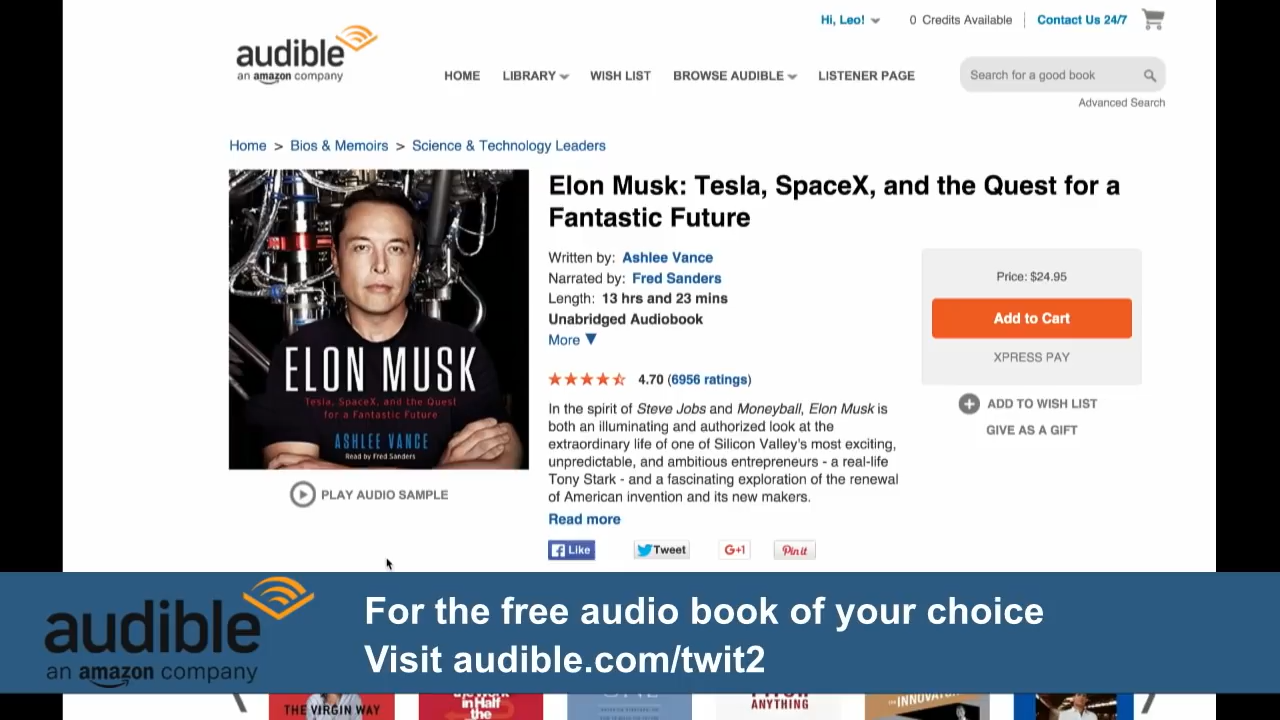 Hi, Leo!
0 Credits Available
Contact Us 24/7
audible
an amazon company
HOME
LIBRARY
WISH LIST
BROWSE AUDIBLE
LISTENER PAGE
Search for a good book
Advanced Search
Home > Bios & Memoirs > Science & Technology Leaders
ELON MUSK
Tesla, SpaceX, and the Quest
for a Fantastic Future
ASHLEE VANCE
Read by Fred Sanders
PLAY AUDIO SAMPLE
Elon Musk: Tesla, SpaceX, and the Quest for a
Fantastic Future
Written by: Ashlee Vance
Narrated by: Fred Sanders
Length: 13 hrs and 23 mins
Unabridged Audiobook
More
4.70 (6956 ratings)
In the spirit of Steve Jobs and Moneyball, Elon Musk is
both an illuminating and authorized look at the
extraordinary life of one of Silicon Valley's most exciting,
unpredictable, and ambitious entrepreneurs - a real-life
Tony Stark - and a fascinating exploration of the renewal
of American invention and its new makers.
Read more
Like
Tweet
G+1
Pin it
Price: $24.95
Add to Cart
XPRESS PAY
ADD TO WISH LIST
GIVE AS A GIFT
audible
an amazon company
For the free audio book of your choice
Visit audible.com/twit2
THE VIRGIN WAY
in Half
the
ANYTHING